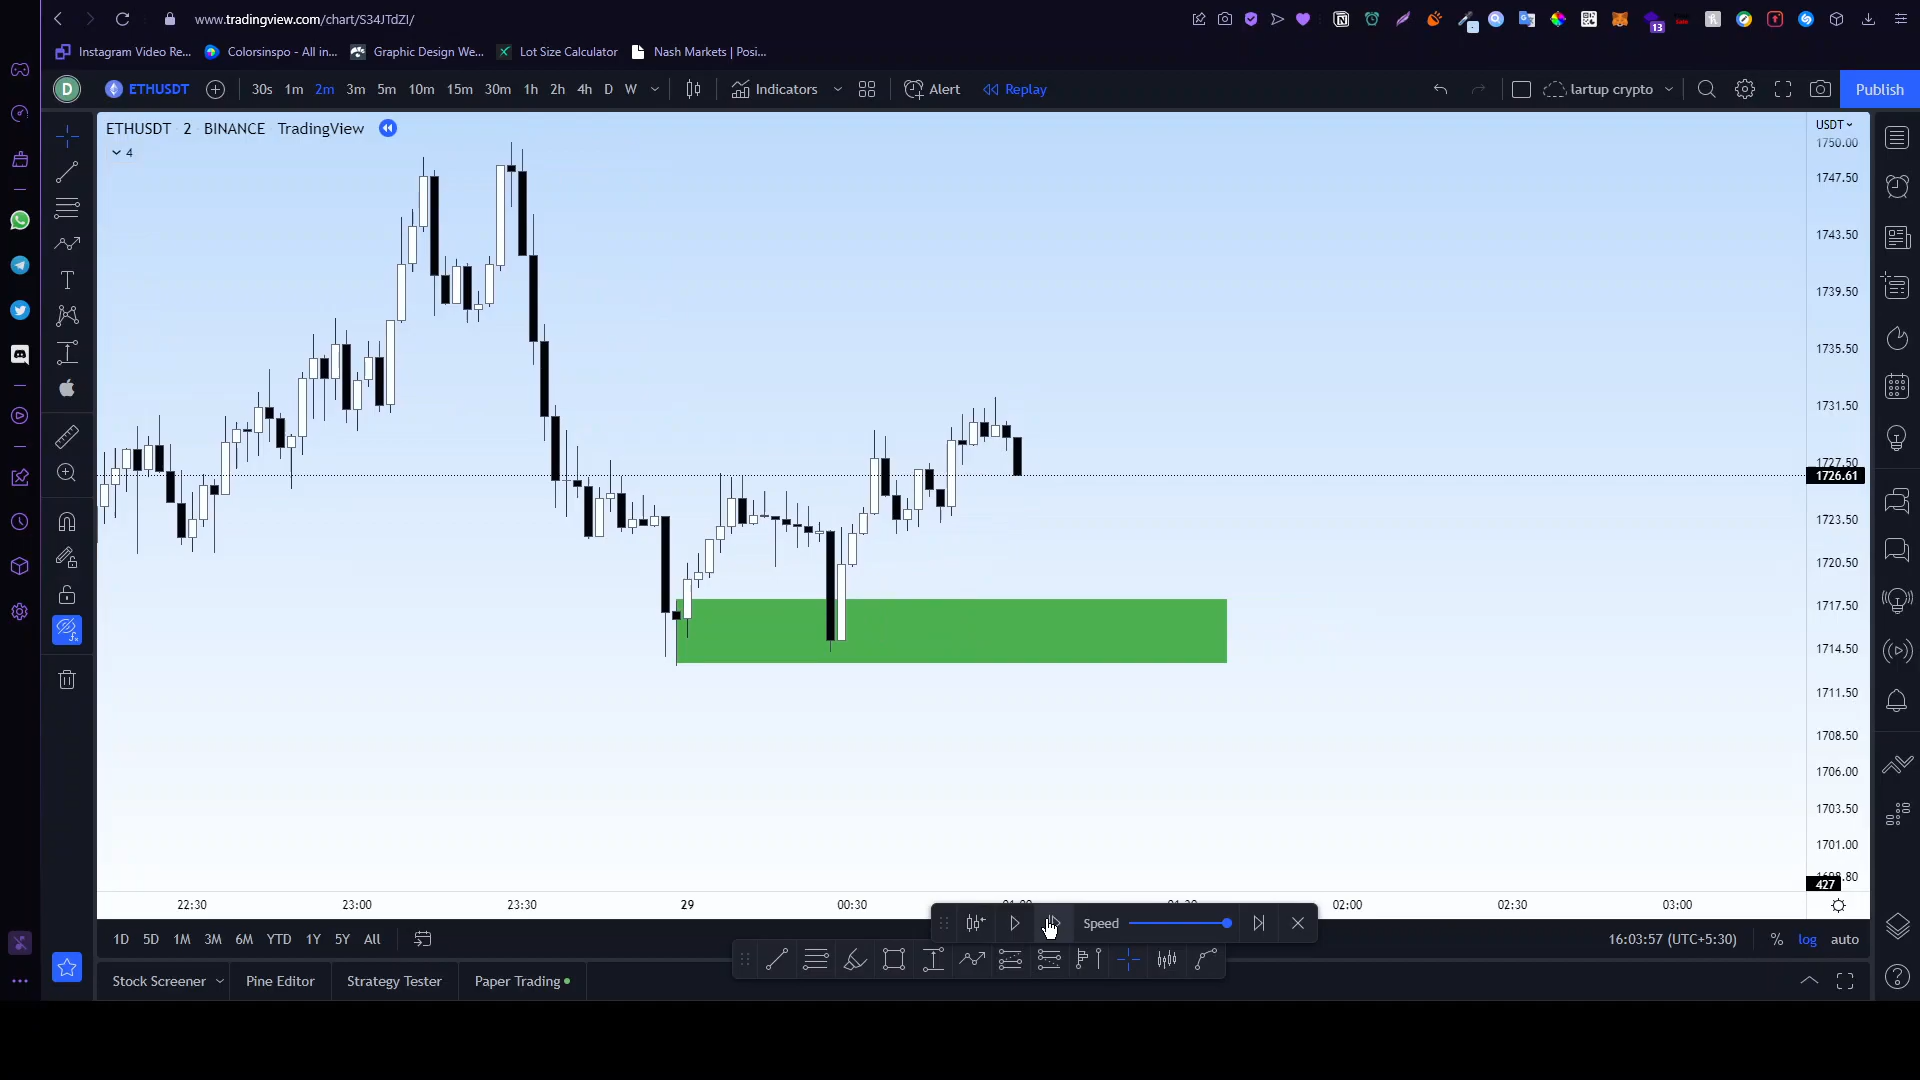 www.tradingview.com/chart/S34JTdZI/
13
Instagram Video Re...
Colorsinspo - All in...
Graphic Design We...
Lot Size Calculator
Nash Markets | Posi...
D
ETHUSDT
30s
1m
2m
3m
5m
10m
15m
30m
1h
2h
4h
D
W
Indicators
Alert
Replay
lartup crypto
Publish
ETHUSDT 2 BINANCE TradingView
4
USDT
1750.00
1747.50
1743.50
1739.50
1735.50
1731.50
1727.50
1726.61
1723.50
1720.50
1717.50
1714.50
1711.50
1708.50
1706.00
1703.50
1701.00
427
22:30
23:00
23:30
29
00:30
02:00
02:30
03:00
Speed
1D
5D
1M
3M
6M
YTD
1Y
5Y
All
16:03:57 (UTC+5:30)
%
log
auto
Stock Screener
Pine Editor
Strategy Tester
Paper Trading